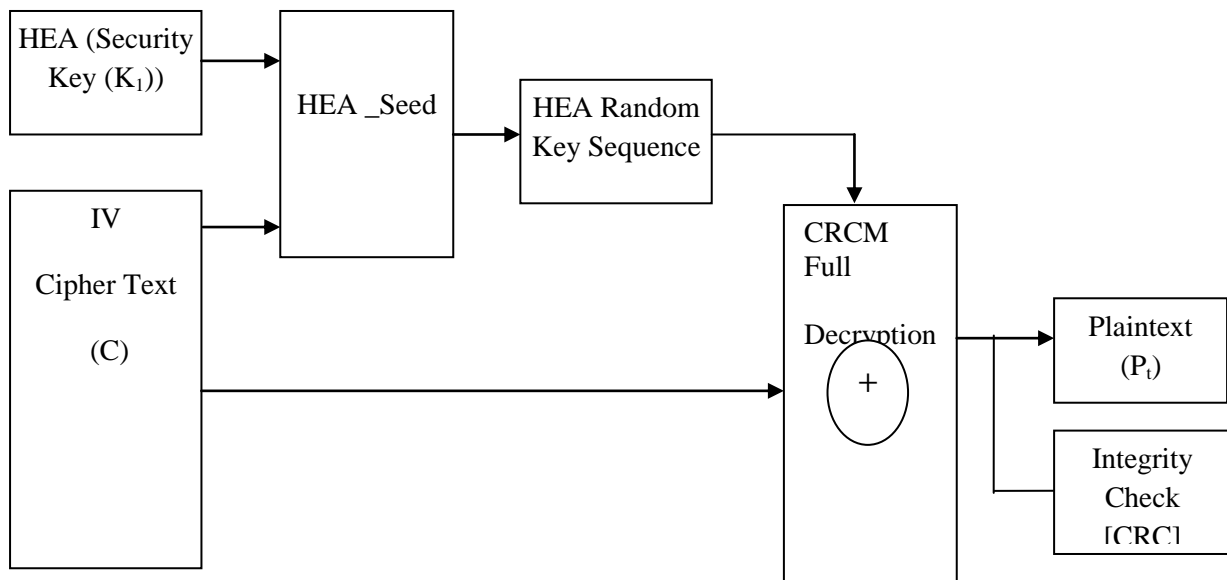 HEA (Security
Key (K₁))
HEA _Seed
HEA Random
Key Sequence
IV
Cipher Text
(C)
CRCM
Full
Decryption
+
Plaintext
(Pₜ)
Integrity
Check
[CRC]